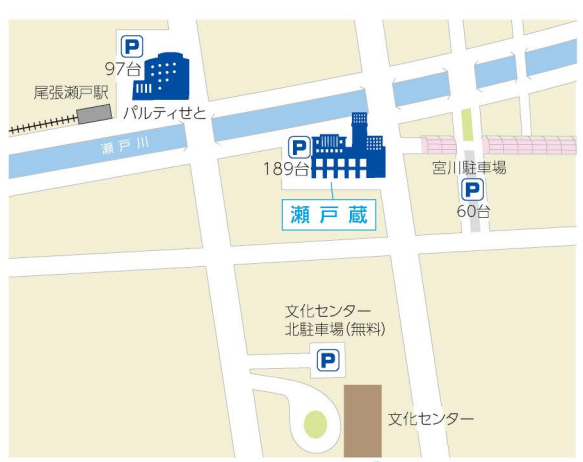 P
97台
尾張瀬戸駅
パルティせと
瀬戸川
P
189台
瀬戸蔵
宮川駐車場
P
60台
文化センター
北駐車場(無料)
P
文化センター